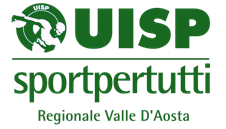 UISP
UISP
sportpertutti
Regionale Valle D'Aosta